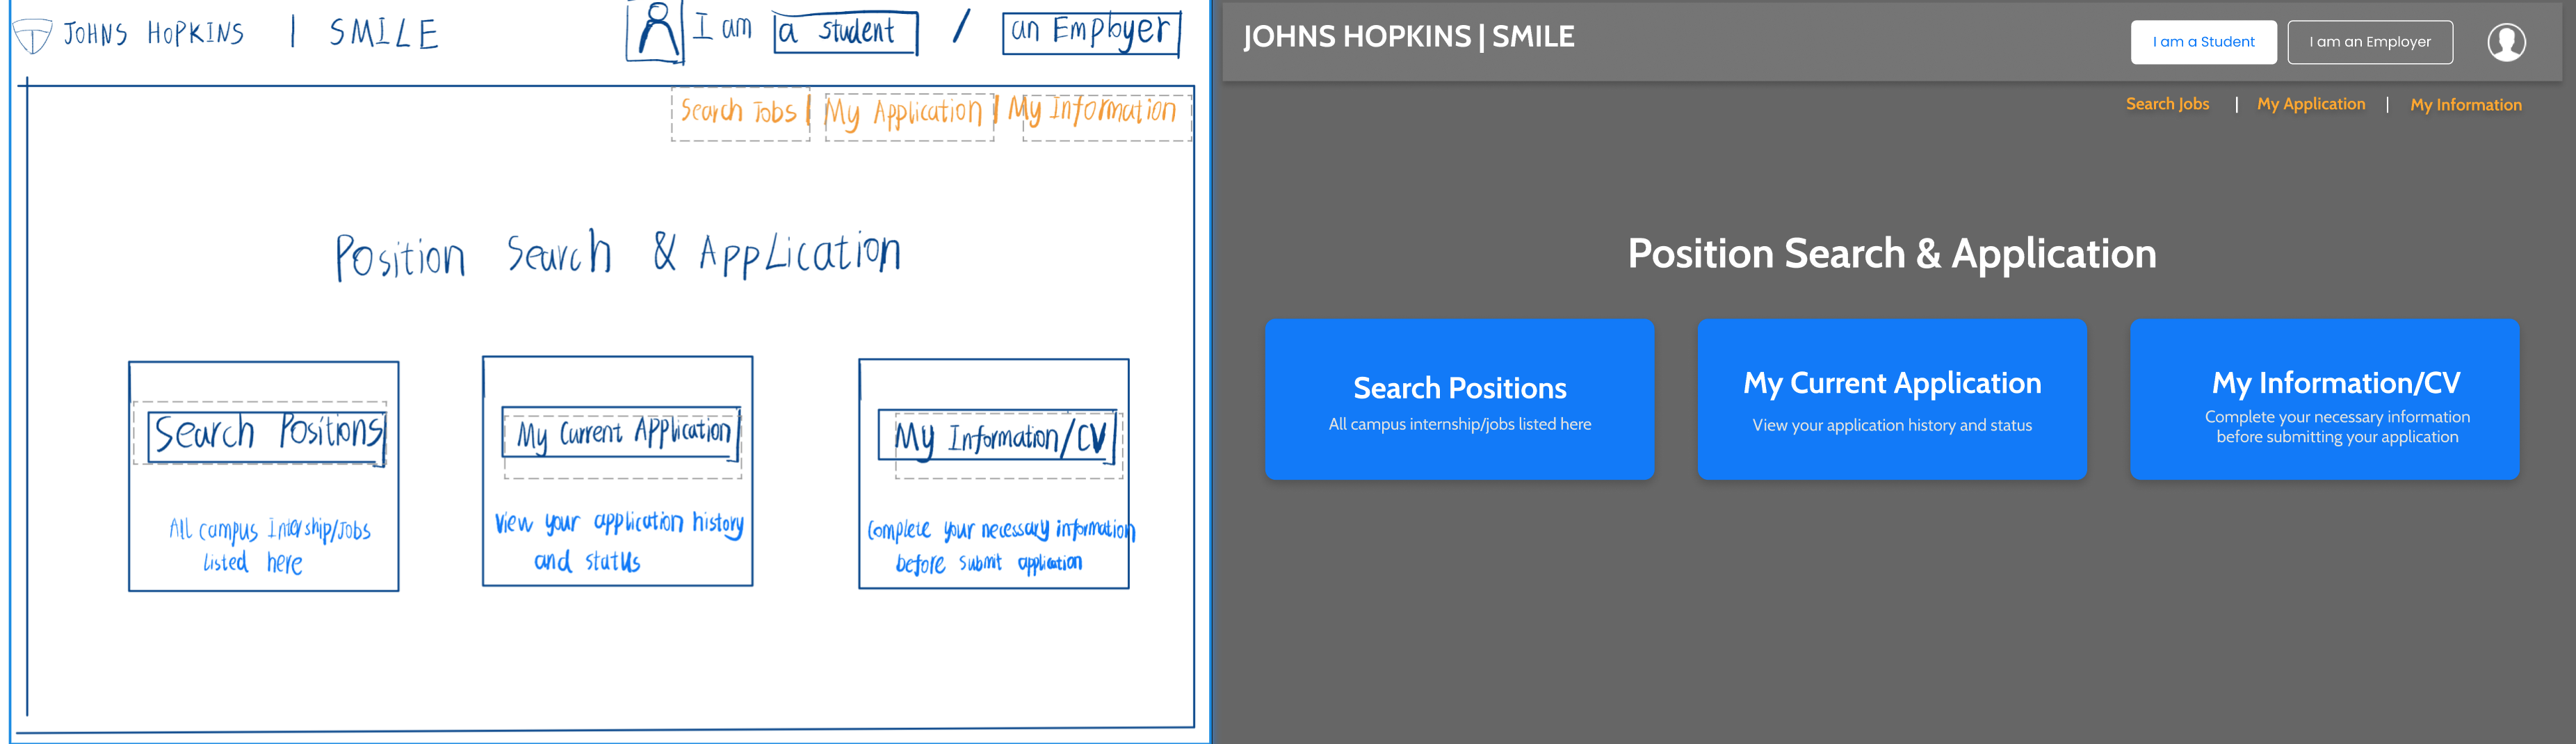 JOHNS HOPKINS | SMILE
I am a student / an Employer
Search Jobs | My Application | My Information
Position Search & Application
Search Positions
All campus Intership/Jobs
listed here
My Current Application
View your application history
and status
My Information/CV
Complete your necessary information
before submit application
JOHNS HOPKINS | SMILE
I am a Student
I am an Employer
Search Jobs | My Application | My Information
Position Search & Application
Search Positions
All campus internship/jobs listed here
My Current Application
View your application history and status
My Information/CV
Complete your necessary information
before submitting your application